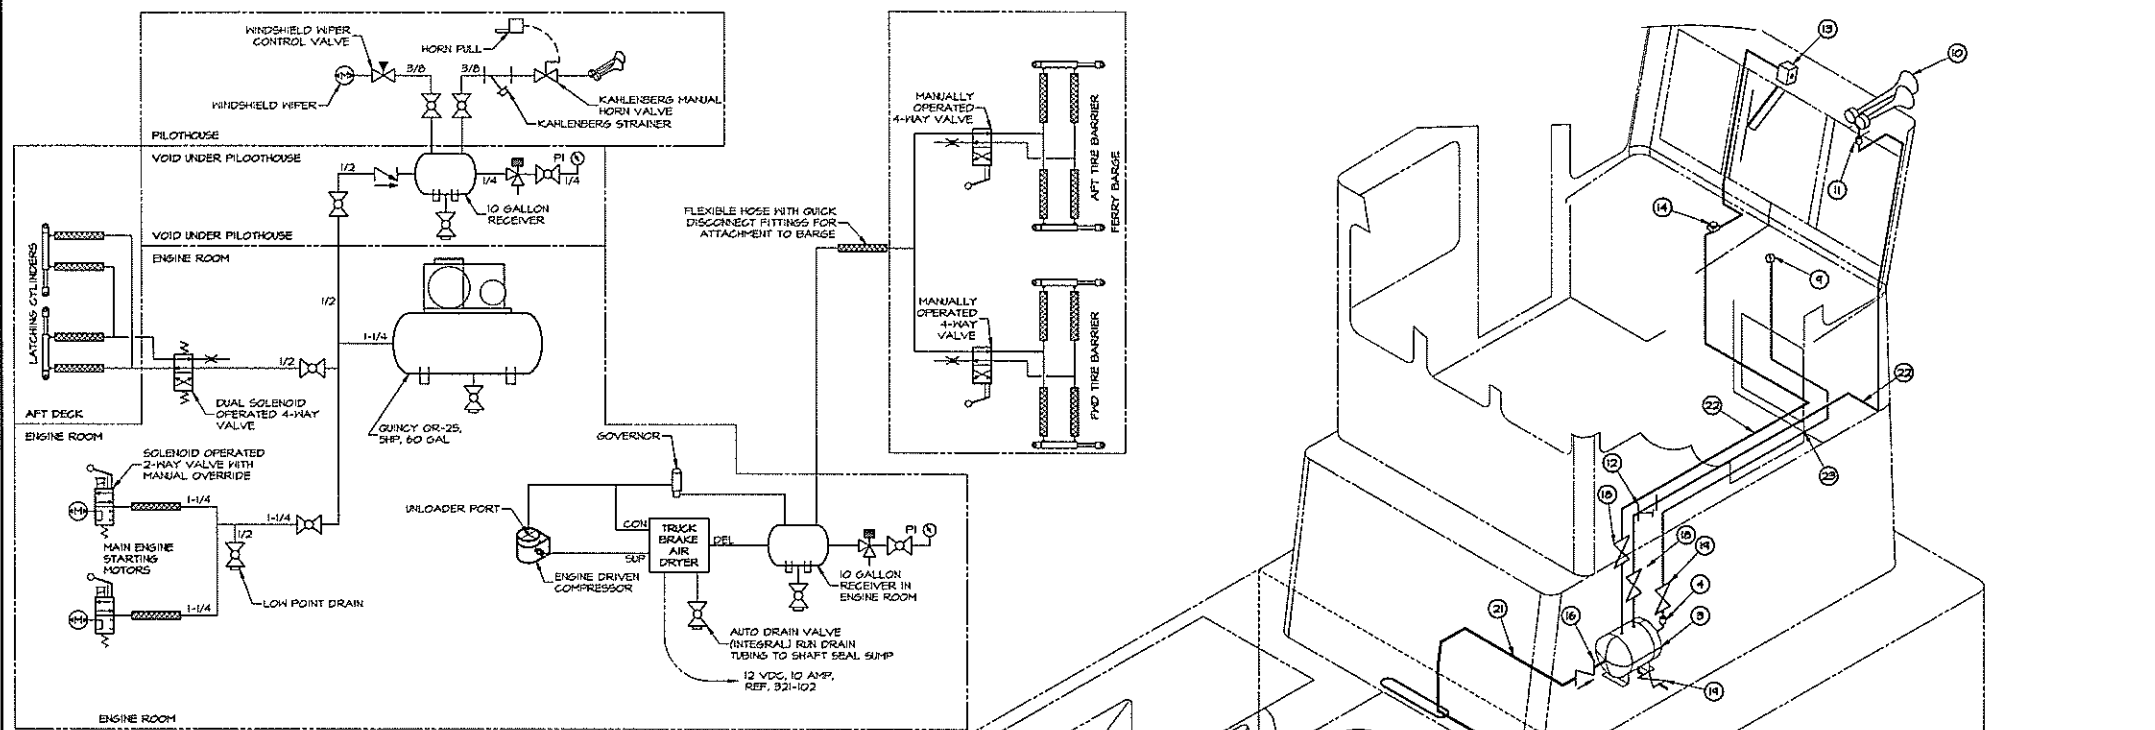 WINDSHIELD WIPER
CONTROL VALVE
HORN PULL
3/8
3/8
WINDSHIELD WIPER
KAHLENBERG MANUAL
HORN VALVE
KAHLENBERG STRAINER
PILOTHOUSE
VOID UNDER PILOOTHOUSE
1/2
PI
1/4
1/4
10 GALLON
RECEIVER
VOID UNDER PILOTHOUSE
ENGINE ROOM
LATCHING CYLINDERS
1/2
1-1/4
1/2
DUAL SOLENOID
OPERATED 4-WAY
VALVE
AFT DECK
ENGINE ROOM
QUINCY QR-25,
5HP, 60 GAL
SOLENOID OPERATED
2-WAY VALVE WITH
MANUAL OVERRIDE
M
1-1/4
1-1/4
1/2
MAIN ENGINE
STARTING
MOTORS
M
1-1/4
LOW POINT DRAIN
GOVERNOR
UNLOADER PORT
CON
SUP
TRUCK
BRAKE
AIR
DRYER
DEL
PI
ENGINE DRIVEN
COMPRESSOR
10 GALLON
RECEIVER IN
ENGINE ROOM
AUTO DRAIN VALVE
(INTEGRAL) RUN DRAIN
TUBING TO SHAFT SEAL SUMP
12 VDC, 10 AMP,
REF. 321-102
ENGINE ROOM
FLEXIBLE HOSE WITH QUICK
DISCONNECT FITTINGS FOR
ATTACHMENT TO BARGE
MANUALLY
OPERATED
4-WAY VALVE
AFT TIRE BARRIER
FERRY BARGE
MANUALLY
OPERATED
4-WAY
VALVE
FWD TIRE BARRIER
13
10
11
14
9
22
22
23
12
18
18
19
4
3
21
16
19